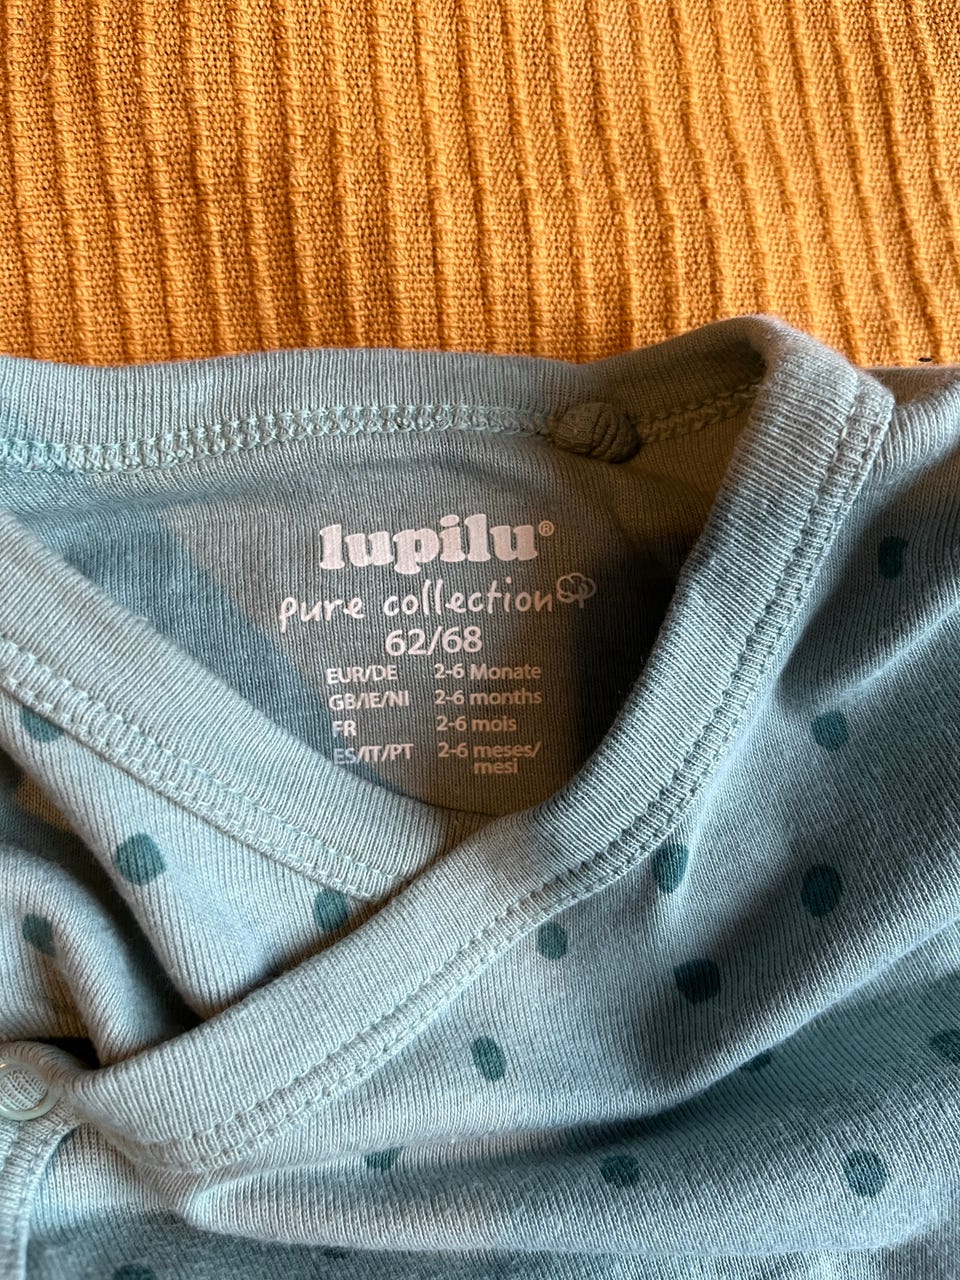 lupilu®
pure collection
62/68
EUR/DE 2-6 Monate
GB/IE/NI 2-6 months
FR 2-6 mois
ES/IT/PT 2-6 meses/
mesi